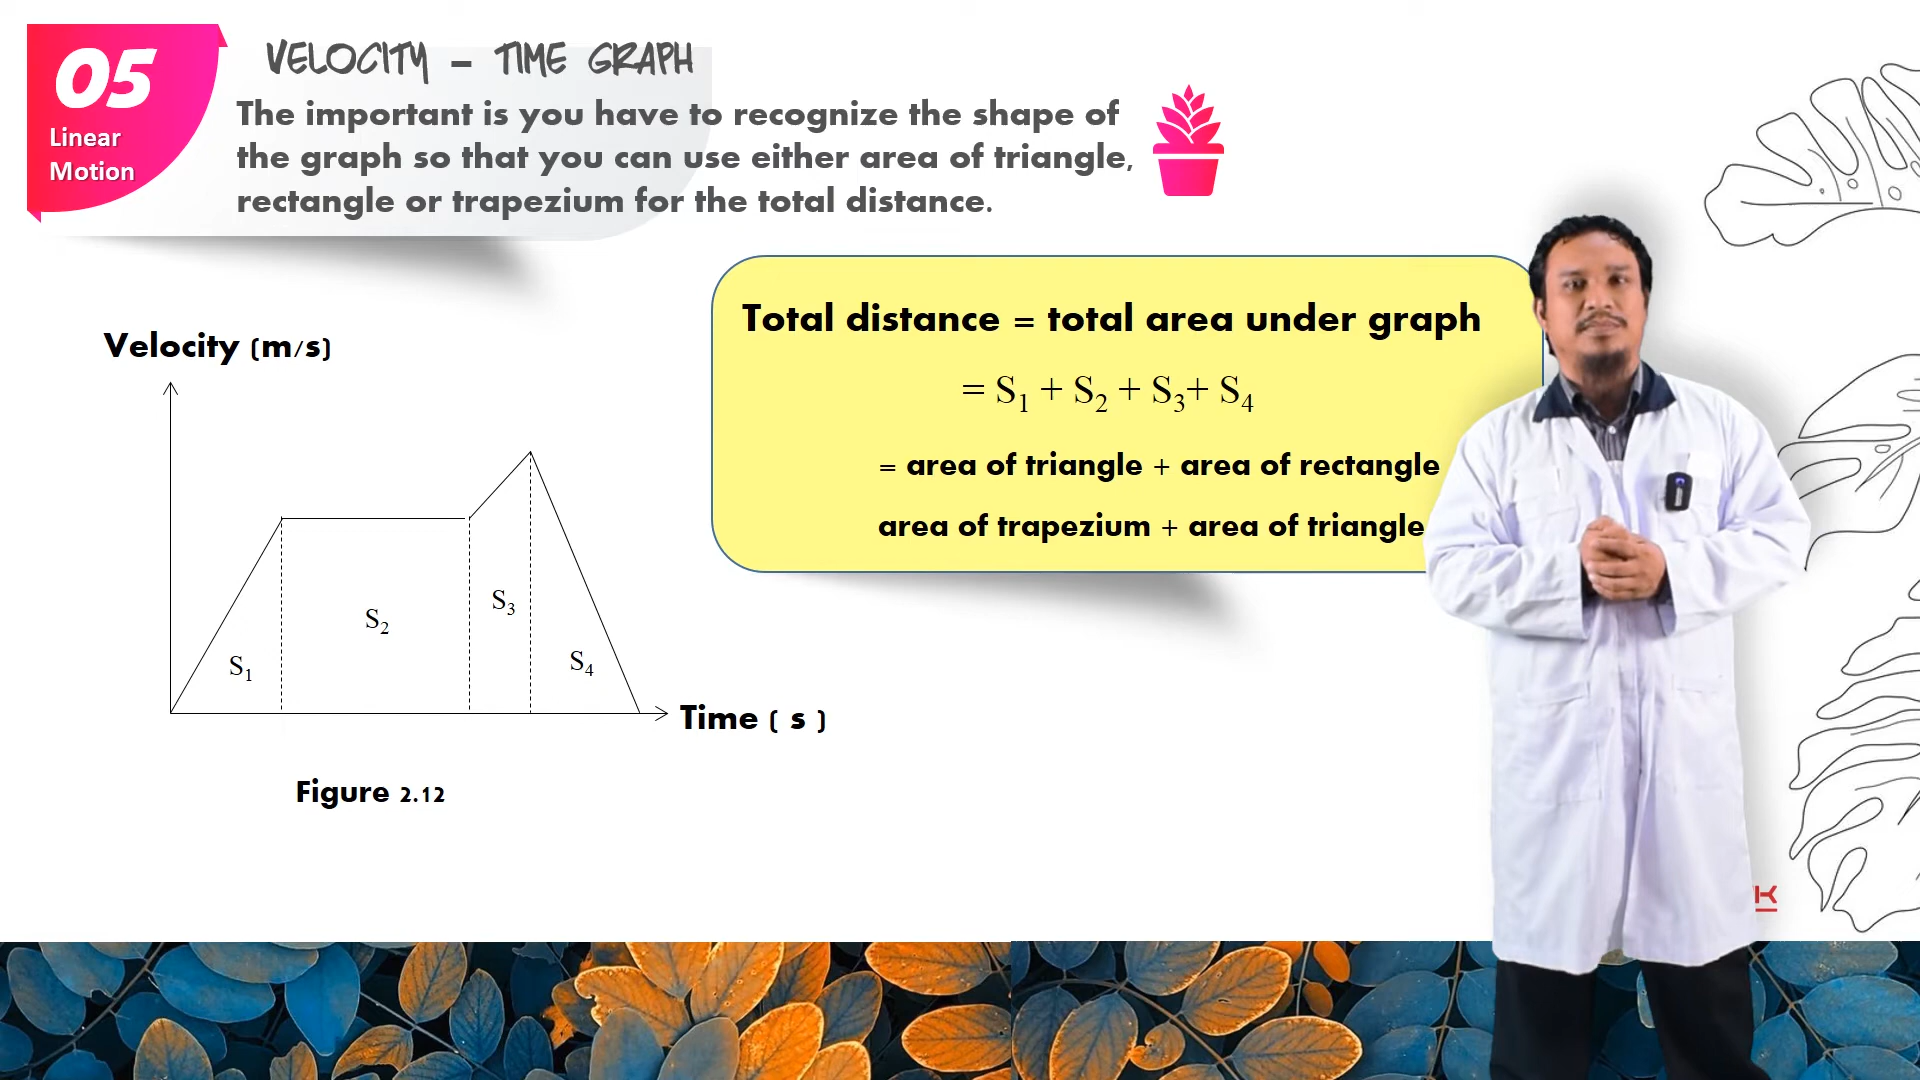 05
Linear
Motion
VELOCITY – TIME GRAPH
The important is you have to recognize the shape of
the graph so that you can use either area of triangle,
rectangle or trapezium for the total distance.
Total distance = total area under graph
= S₁ + S₂ + S₃+ S₄
= area of triangle + area of rectangle
area of trapezium + area of triangle
Velocity (m/s)
S₁
S₂
S₃
S₄
Time ( s )
Figure 2.12